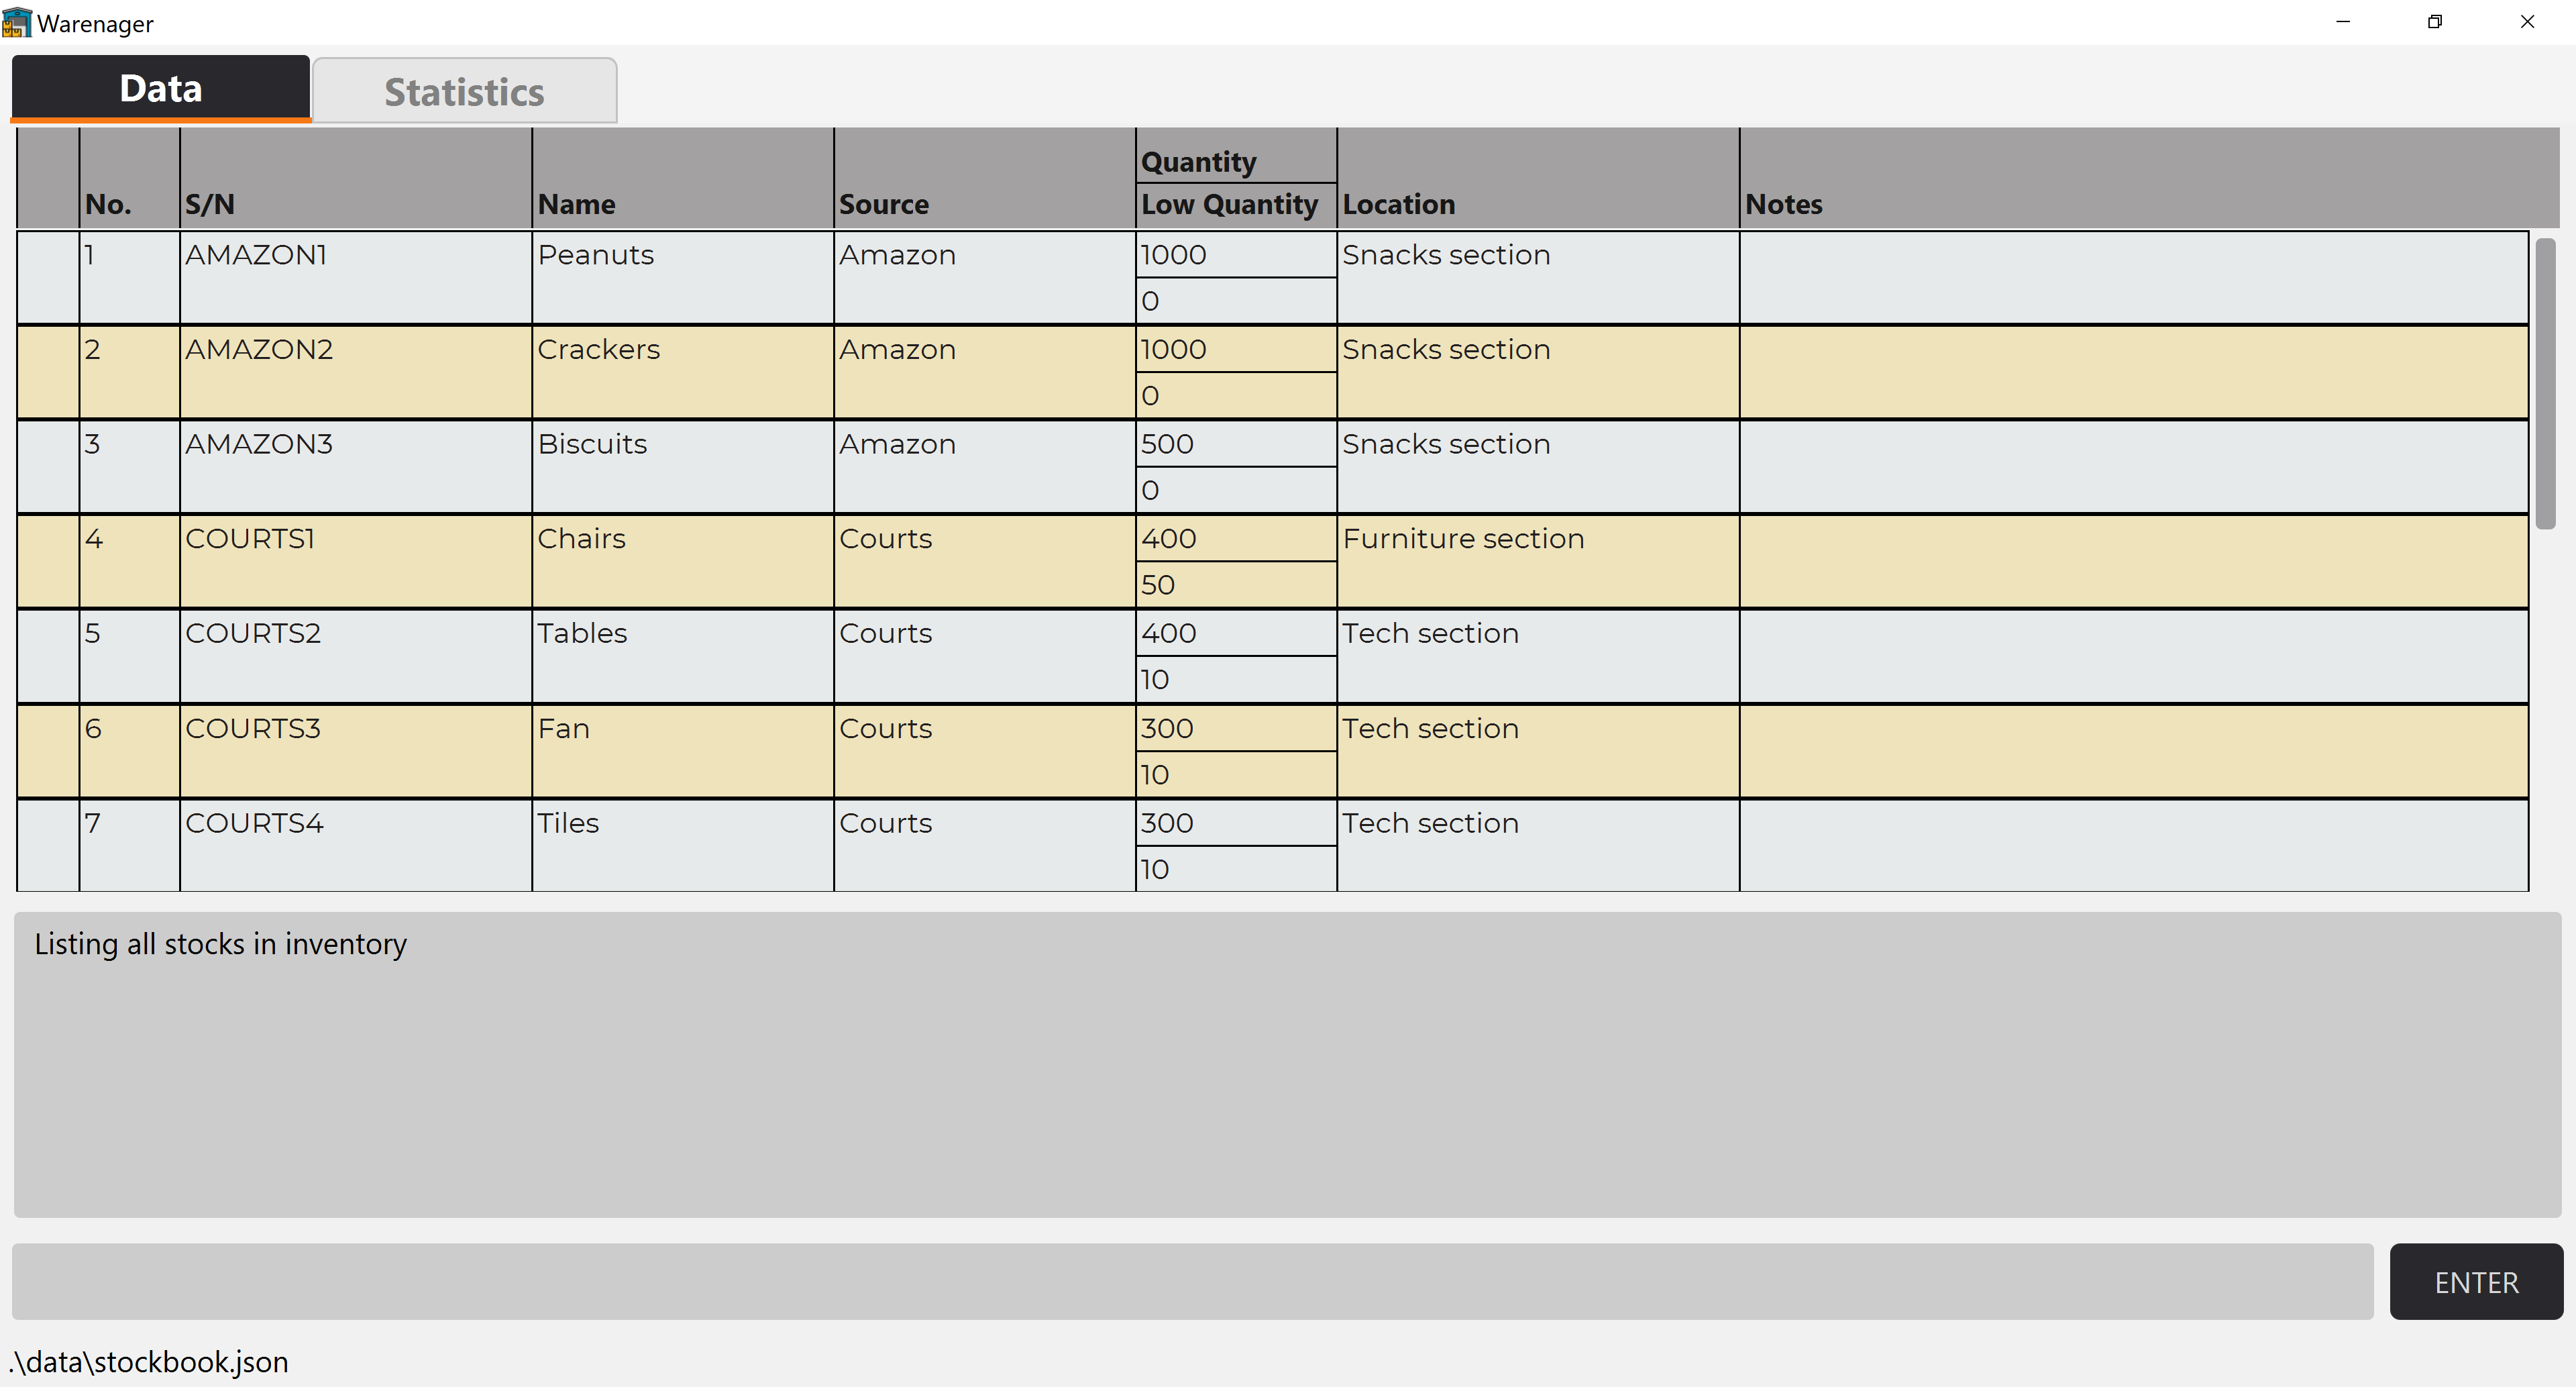 Warenager
Data Statistics
No. S/N Name Source Quantity Low Quantity Location Notes
1 AMAZON1 Peanuts Amazon 1000 Snacks section
0
2 AMAZON2 Crackers Amazon 1000 Snacks section
0
3 AMAZON3 Biscuits Amazon 500 Snacks section
0
4 COURTS1 Chairs Courts 400 Furniture section
50
5 COURTS2 Tables Courts 400 Tech section
10
6 COURTS3 Fan Courts 300 Tech section
10
7 COURTS4 Tiles Courts 300 Tech section
10
Listing all stocks in inventory
ENTER
.\data\stockbook.json